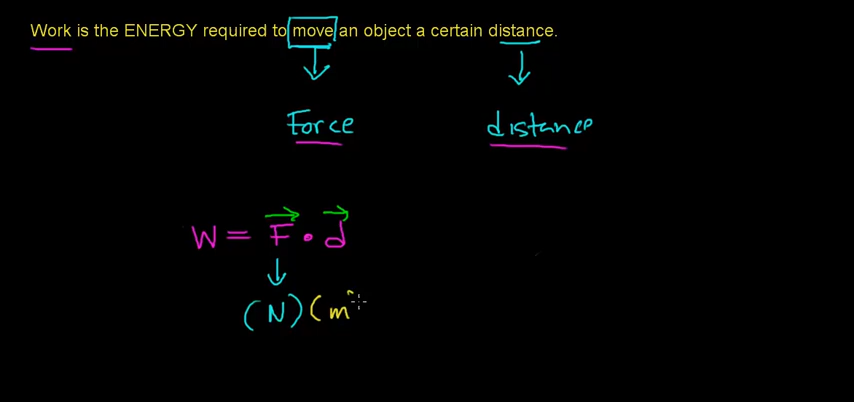 Work is the ENERGY required to move an object a certain distance.
Force distance
W = F · d
(N) (m